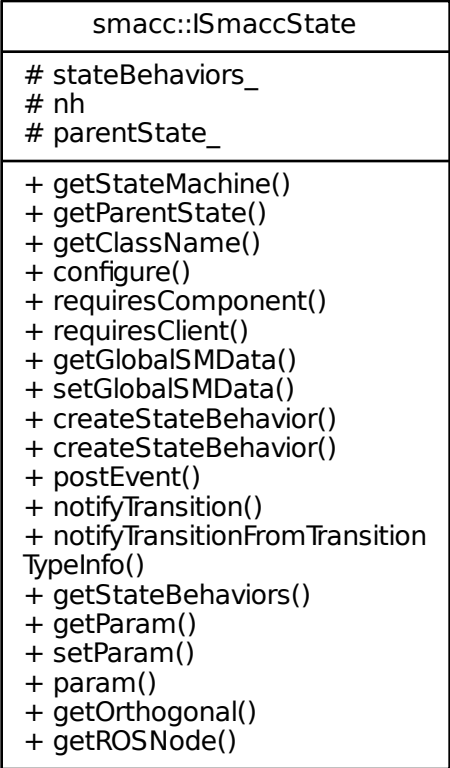 smacc::ISmaccState
# stateBehaviors_
# nh
# parentState_
+ getStateMachine()
+ getParentState()
+ getClassName()
+ configure()
+ requiresComponent()
+ requiresClient()
+ getGlobalSMData()
+ setGlobalSMData()
+ createStateBehavior()
+ createStateBehavior()
+ postEvent()
+ notifyTransition()
+ notifyTransitionFromTransition
TypeInfo()
+ getStateBehaviors()
+ getParam()
+ setParam()
+ param()
+ getOrthogonal()
+ getROSNode()